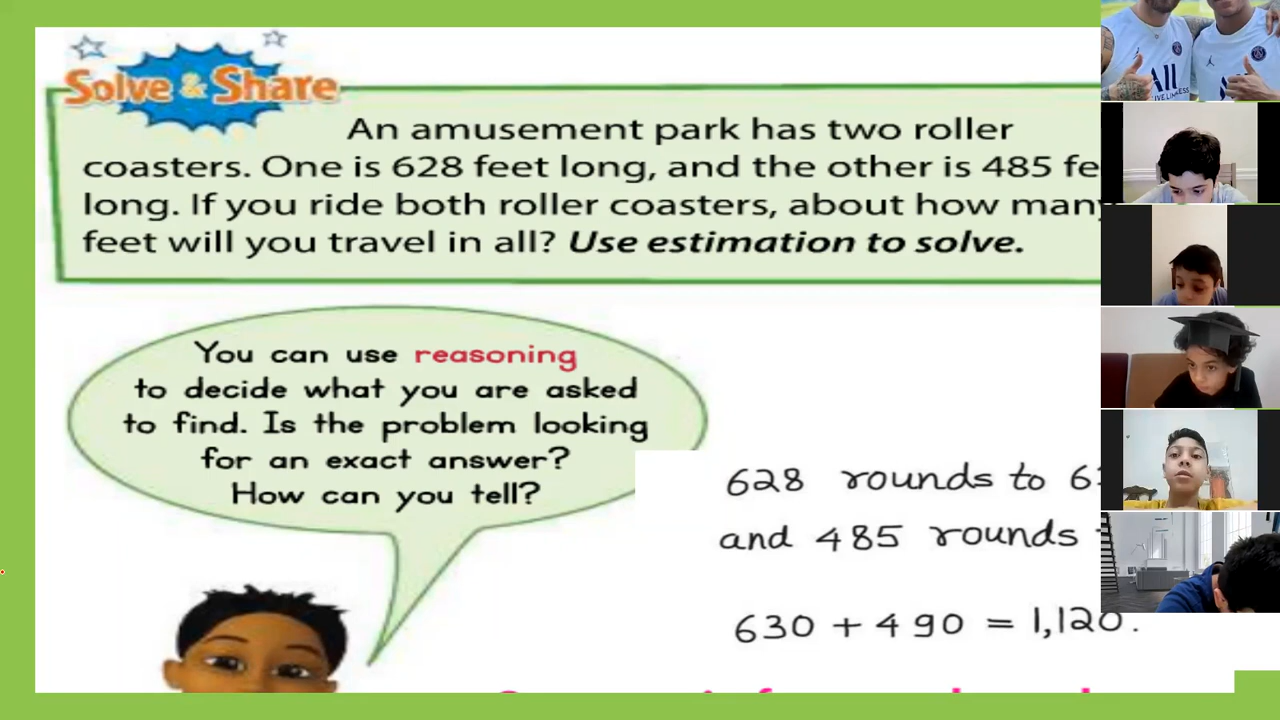 Solve & Share
An amusement park has two roller
coasters. One is 628 feet long, and the other is 485 fe
long. If you ride both roller coasters, about how many
feet will you travel in all? Use estimation to solve.
You can use reasoning
to decide what you are asked
to find. Is the problem looking
for an exact answer?
How can you tell?
628 rounds to 6
and 485 rounds
630 + 490 = 1,120.